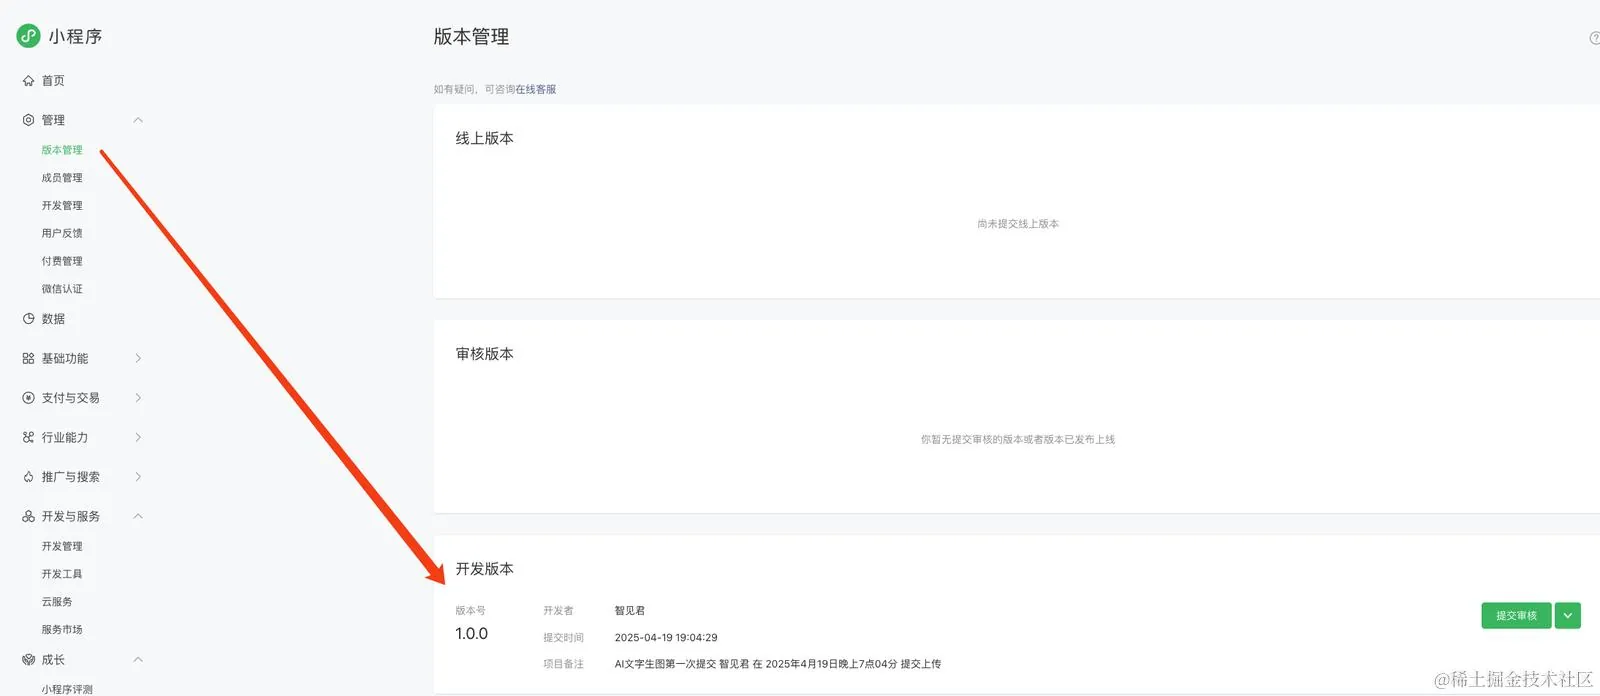 小程序
首页
管理
版本管理
成员管理
开发管理
用户反馈
付费管理
微信认证
数据
基础功能
支付与交易
行业能力
推广与搜索
开发与服务
开发管理
开发工具
云服务
服务市场
成长
小程序评测
版本管理
如有疑问，可咨询在线客服
线上版本
尚未提交线上版本
审核版本
你暂无提交审核的版本或者版本已发布上线
开发版本
版本号
1.0.0
开发者 智见君
提交时间 2025-04-19 19:04:29
项目备注 AI文字生图第一次提交 智见君 在 2025年4月19日晚上7点04分 提交上传
提交审核
@稀土掘金技术社区